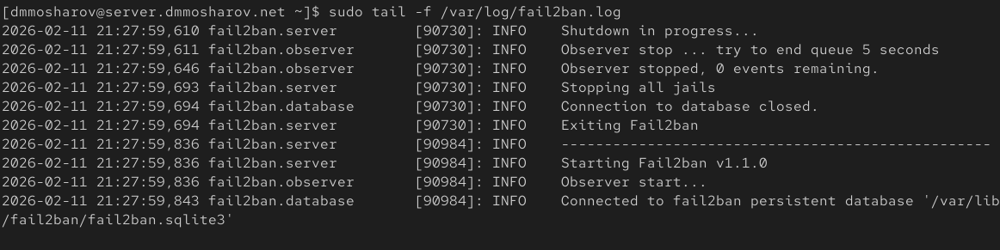 [dmmosharov@server.dmmosharov.net ~]$ sudo tail -f /var/log/fail2ban.log
2026-02-11 21:27:59,610 fail2ban.server         [90730]: INFO    Shutdown in progress...
2026-02-11 21:27:59,611 fail2ban.observer       [90730]: INFO    Observer stop ... try to end queue 5 seconds
2026-02-11 21:27:59,646 fail2ban.observer       [90730]: INFO    Observer stopped, 0 events remaining.
2026-02-11 21:27:59,693 fail2ban.server         [90730]: INFO    Stopping all jails
2026-02-11 21:27:59,694 fail2ban.database       [90730]: INFO    Connection to database closed.
2026-02-11 21:27:59,694 fail2ban.server         [90730]: INFO    Exiting Fail2ban
2026-02-11 21:27:59,836 fail2ban.server         [90984]: INFO    --------------------------------------------------
2026-02-11 21:27:59,836 fail2ban.server         [90984]: INFO    Starting Fail2ban v1.1.0
2026-02-11 21:27:59,836 fail2ban.observer       [90984]: INFO    Observer start...
2026-02-11 21:27:59,843 fail2ban.database       [90984]: INFO    Connected to fail2ban persistent database '/var/lib
/fail2ban/fail2ban.sqlite3'